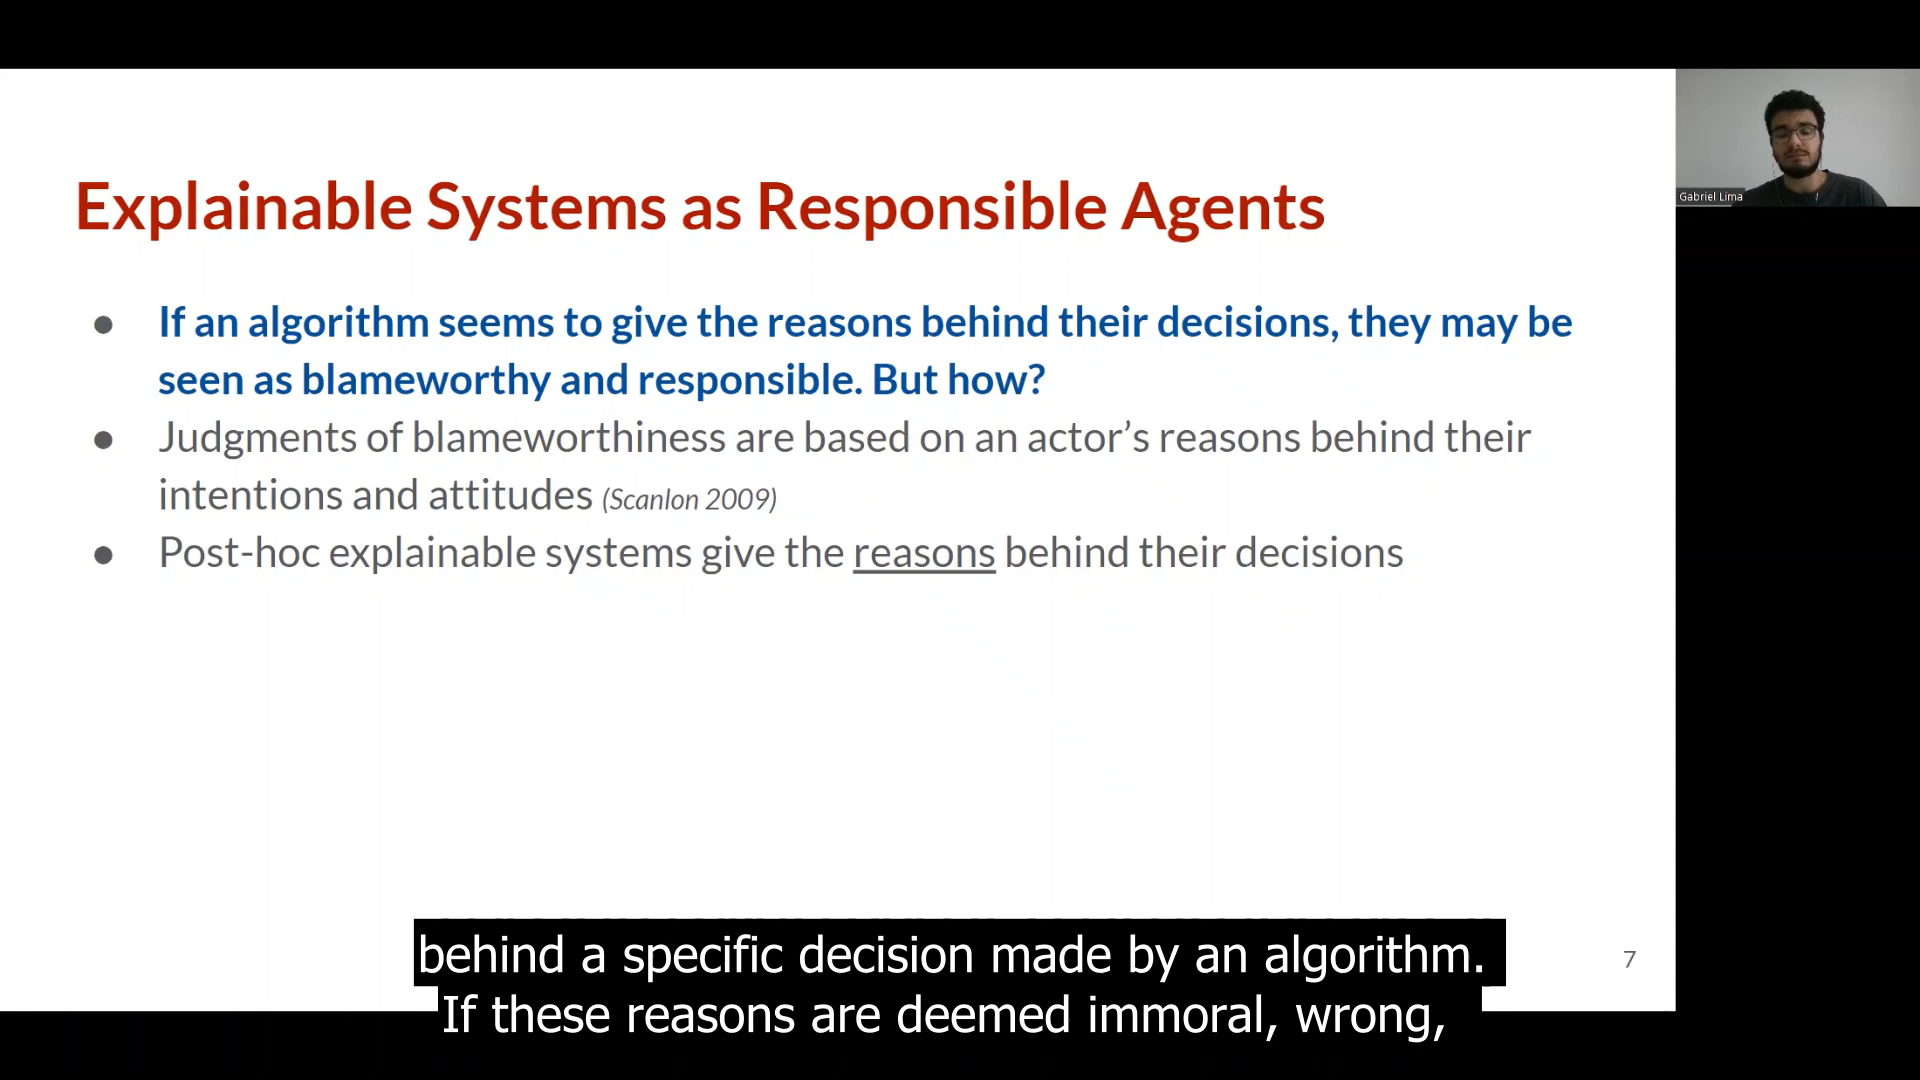 Explainable Systems as Responsible Agents
Gabriel Lima
● If an algorithm seems to give the reasons behind their decisions, they may be
seen as blameworthy and responsible. But how?
● Judgments of blameworthiness are based on an actor’s reasons behind their
intentions and attitudes (Scanlon 2009)
● Post-hoc explainable systems give the reasons behind their decisions
behind a specific decision made by an algorithm.
If these reasons are deemed immoral, wrong,
7